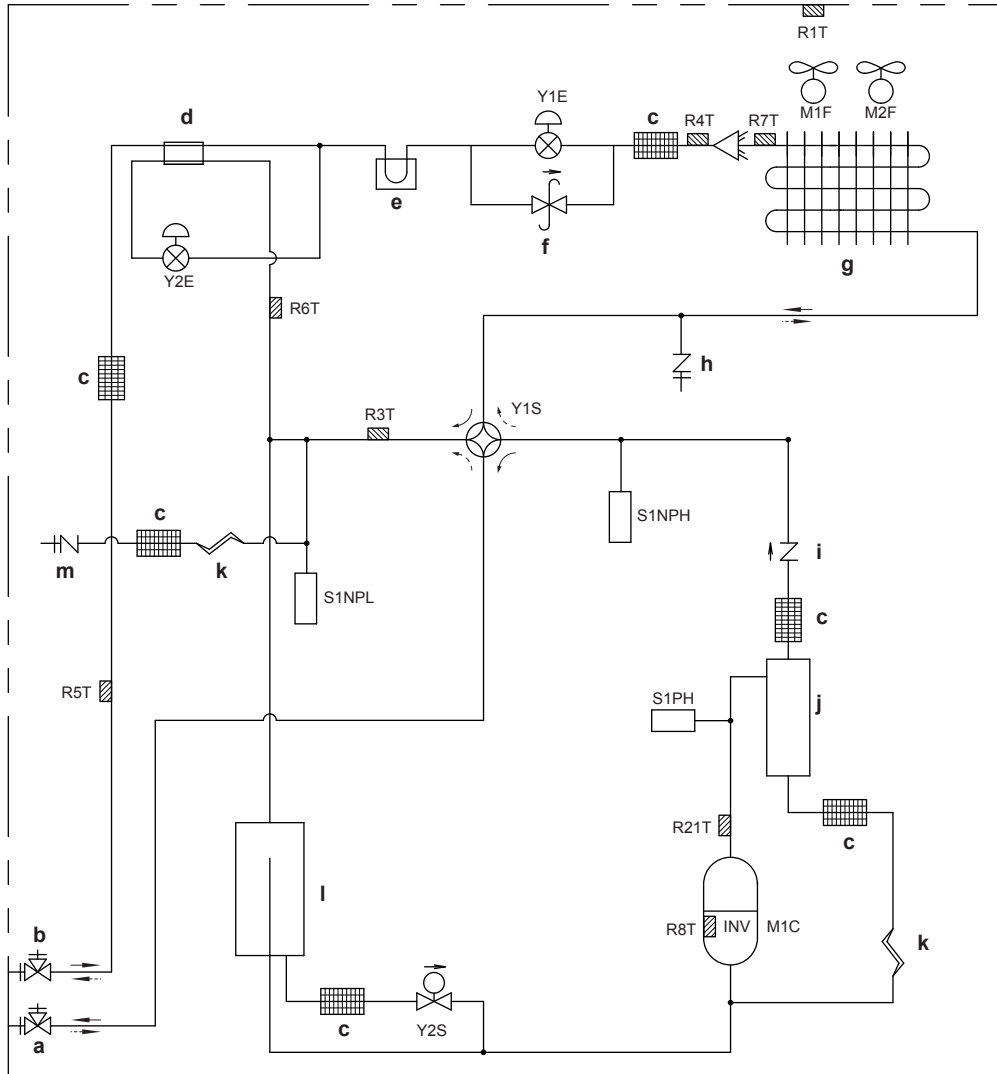 R1T
M1F M2F
Y1E
d
c
R4T
R7T
e
f
g
Y2E
R6T
c
h
R3T
Y1S
c
S1NPH
m
k
i
S1NPL
c
R5T
S1PH
j
R21T
c
l
R8T
INV
M1C
b
k
c
Y2S
a